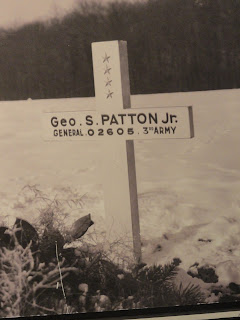 Geo. S. PATTON Jr.
GENERAL. 02605. 3RD ARMY